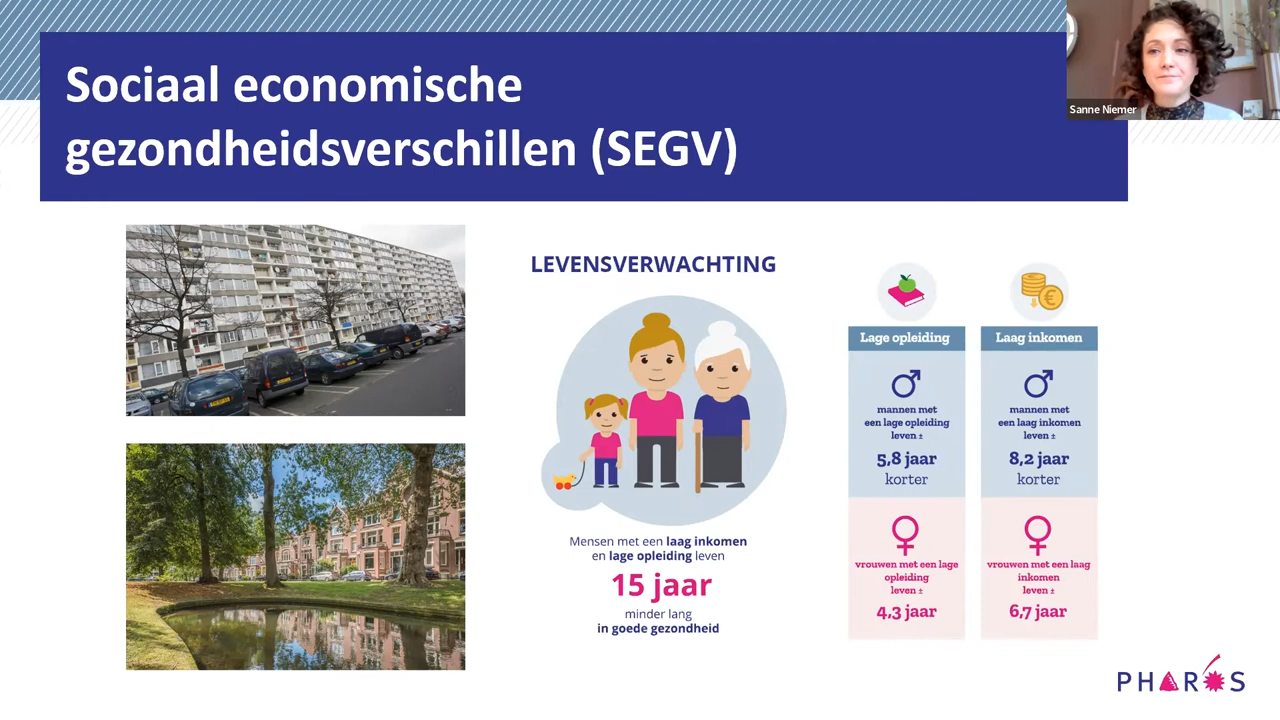 Sociaal economische
gezondheidsverschillen (SEGV)
Sanne Niemer
LEVENSVERWACHTING
Mensen met een laag inkomen
en lage opleiding leven
15 jaar
minder lang
in goede gezondheid
Lage opleiding
mannen met
een lage opleiding
leven ±
5,8 jaar
korter
vrouwen met een lage
opleiding
leven ±
4,3 jaar
Laag inkomen
mannen met
een laag inkomen
leven ±
8,2 jaar
korter
vrouwen met een laag
inkomen
leven ±
6,7 jaar
PHAROS